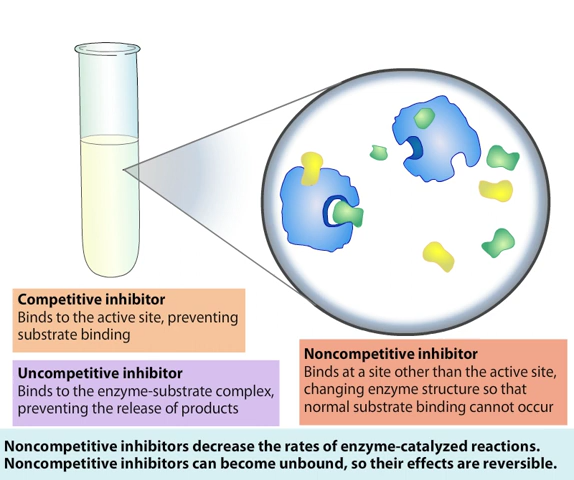 Competitive inhibitor
Binds to the active site, preventing
substrate binding
Uncompetitive inhibitor
Binds to the enzyme-substrate complex,
preventing the release of products
Noncompetitive inhibitor
Binds at a site other than the active site,
changing enzyme structure so that
normal substrate binding cannot occur
Noncompetitive inhibitors decrease the rates of enzyme-catalyzed reactions.
Noncompetitive inhibitors can become unbound, so their effects are reversible.